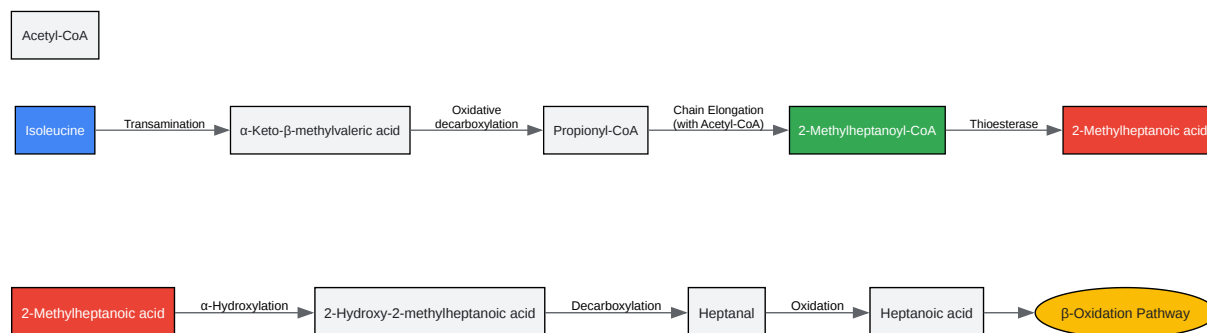 Acetyl-CoA
Isoleucine
Transamination
α-Keto-β-methylvaleric acid
Oxidative
decarboxylation
Propionyl-CoA
Chain Elongation
(with Acetyl-CoA)
2-Methylheptanoyl-CoA
Thioesterase
2-Methylheptanoic acid
2-Methylheptanoic acid
α-Hydroxylation
2-Hydroxy-2-methylheptanoic acid
Decarboxylation
Heptanal
Oxidation
Heptanoic acid
β-Oxidation Pathway